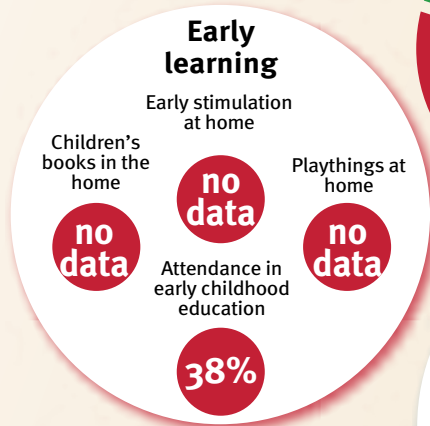 Early
learning
Early stimulation
at home
no
data
Children's
books in the
home
no
data
Playthings at
home
no
data
Attendance in
early childhood
education
38%